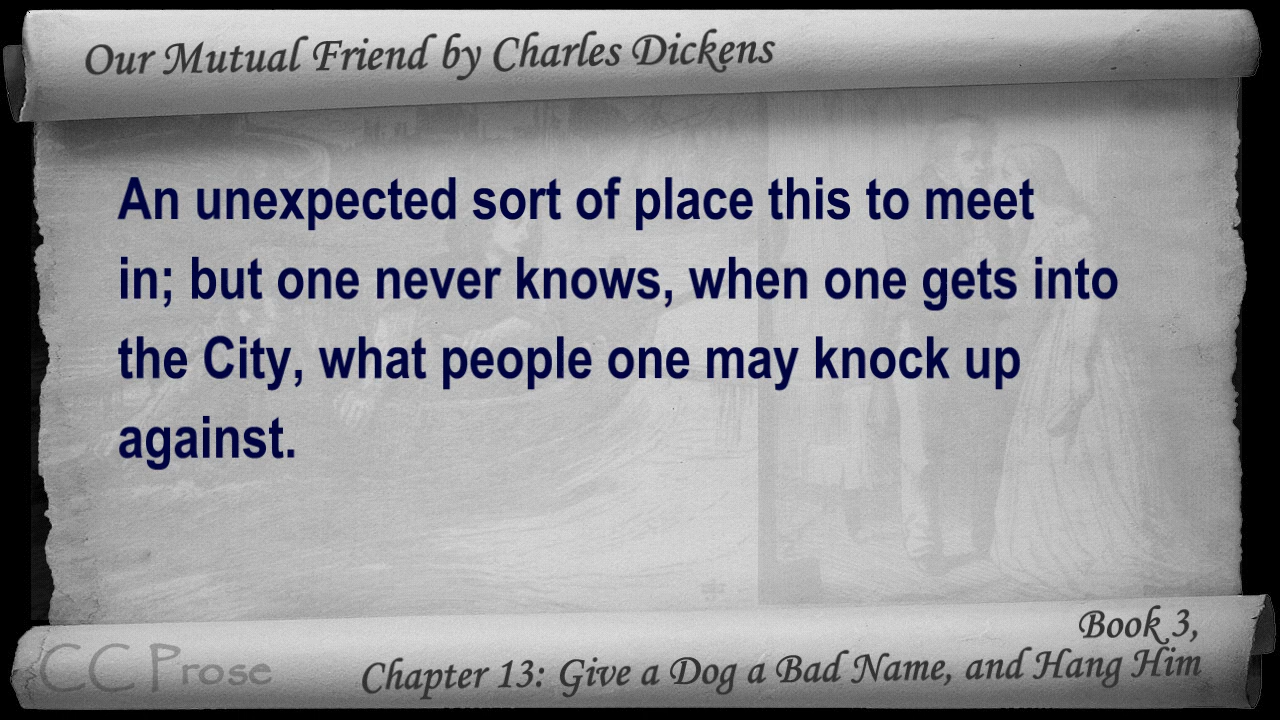 Our Mutual Friend by Charles Dickens
An unexpected sort of place this to meet
in; but one never knows, when one gets into
the City, what people one may knock up
against.
Book 3,
CC Prose
Chapter 13: Give a Dog a Bad Name, and Hang Him